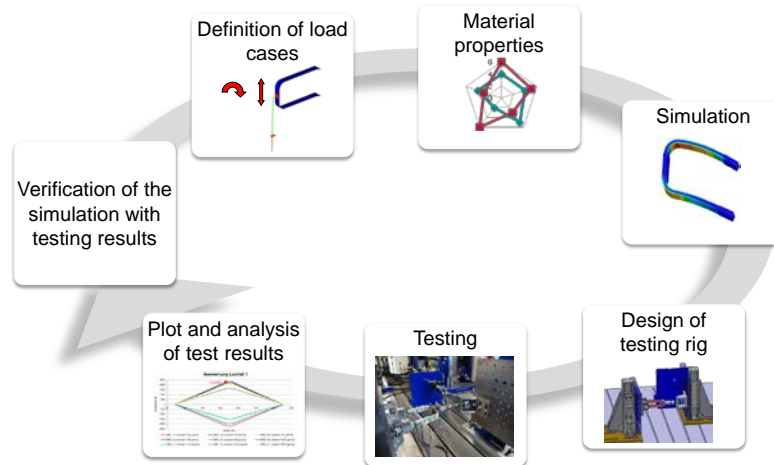 Definition of load
cases
Material
properties
Simulation
Design of
testing rig
Testing
Plot and analysis
of test results
Verification of the
simulation with
testing results